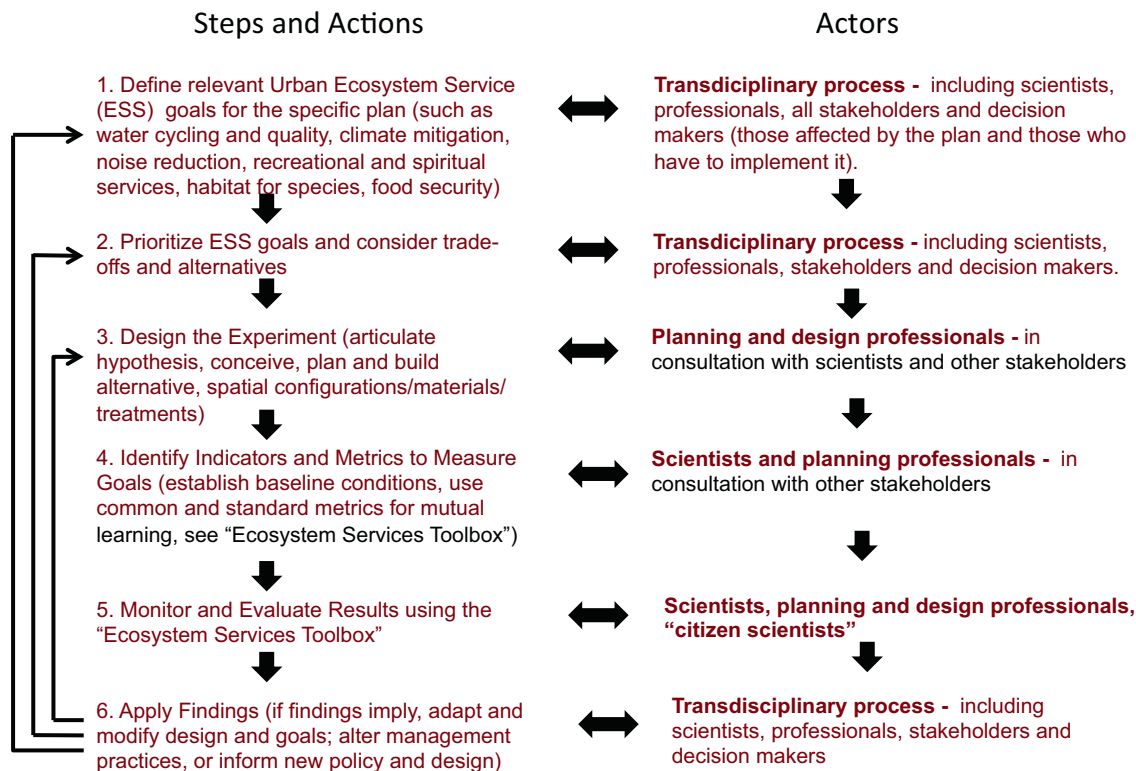 Steps and Actions
Actors
1. Define relevant Urban Ecosystem Service
(ESS) goals for the specific plan (such as
water cycling and quality, climate mitigation,
noise reduction, recreational and spiritual
services, habitat for species, food security)
Transdiciplinary process - including scientists,
professionals, all stakeholders and decision
makers (those affected by the plan and those who
have to implement it).
2. Prioritize ESS goals and consider trade-
offs and alternatives
Transdiciplinary process - including scientists,
professionals, stakeholders and decision makers.
3. Design the Experiment (articulate
hypothesis, conceive, plan and build
alternative, spatial configurations/materials/
treatments)
Planning and design professionals - in
consultation with scientists and other stakeholders
4. Identify Indicators and Metrics to Measure
Goals (establish baseline conditions, use
common and standard metrics for mutual
learning, see “Ecosystem Services Toolbox”)
Scientists and planning professionals - in
consultation with other stakeholders
5. Monitor and Evaluate Results using the
“Ecosystem Services Toolbox”
Scientists, planning and design professionals,
“citizen scientists”
6. Apply Findings (if findings imply, adapt and
modify design and goals; alter management
practices, or inform new policy and design)
Transdisciplinary process - including
scientists, professionals, stakeholders and
decision makers